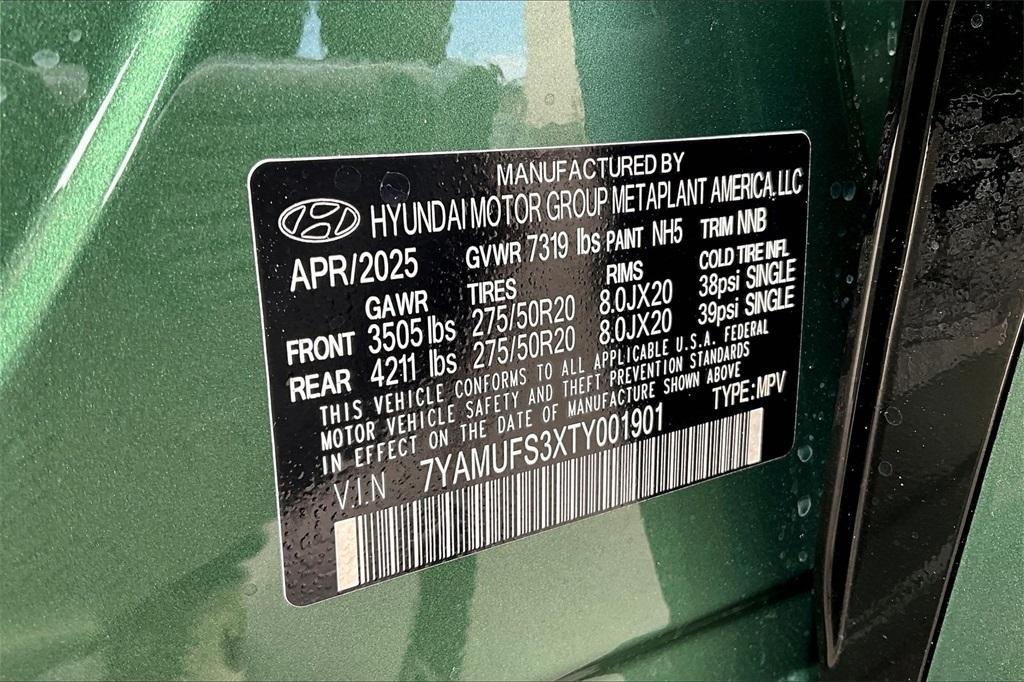 MANUFACTURED BY
HYUNDAI MOTOR GROUP METAPLANT AMERICA, LLC
APR/2025 GVWR 7319 lbs PAINT NH5 TRIM NNB
GAWR TIRES RIMS COLD TIRE INFL
FRONT 3505 lbs 275/50R20 8.0JX20 38psi SINGLE
REAR 4211 lbs 275/50R20 8.0JX20 39psi SINGLE
THIS VEHICLE CONFORMS TO ALL APPLICABLE U.S.A. FEDERAL
MOTOR VEHICLE SAFETY AND THEFT PREVENTION STANDARDS
IN EFFECT ON THE DATE OF MANUFACTURE SHOWN ABOVE
V.I.N 7YAMUFS3XTY001901 TYPE:MPV